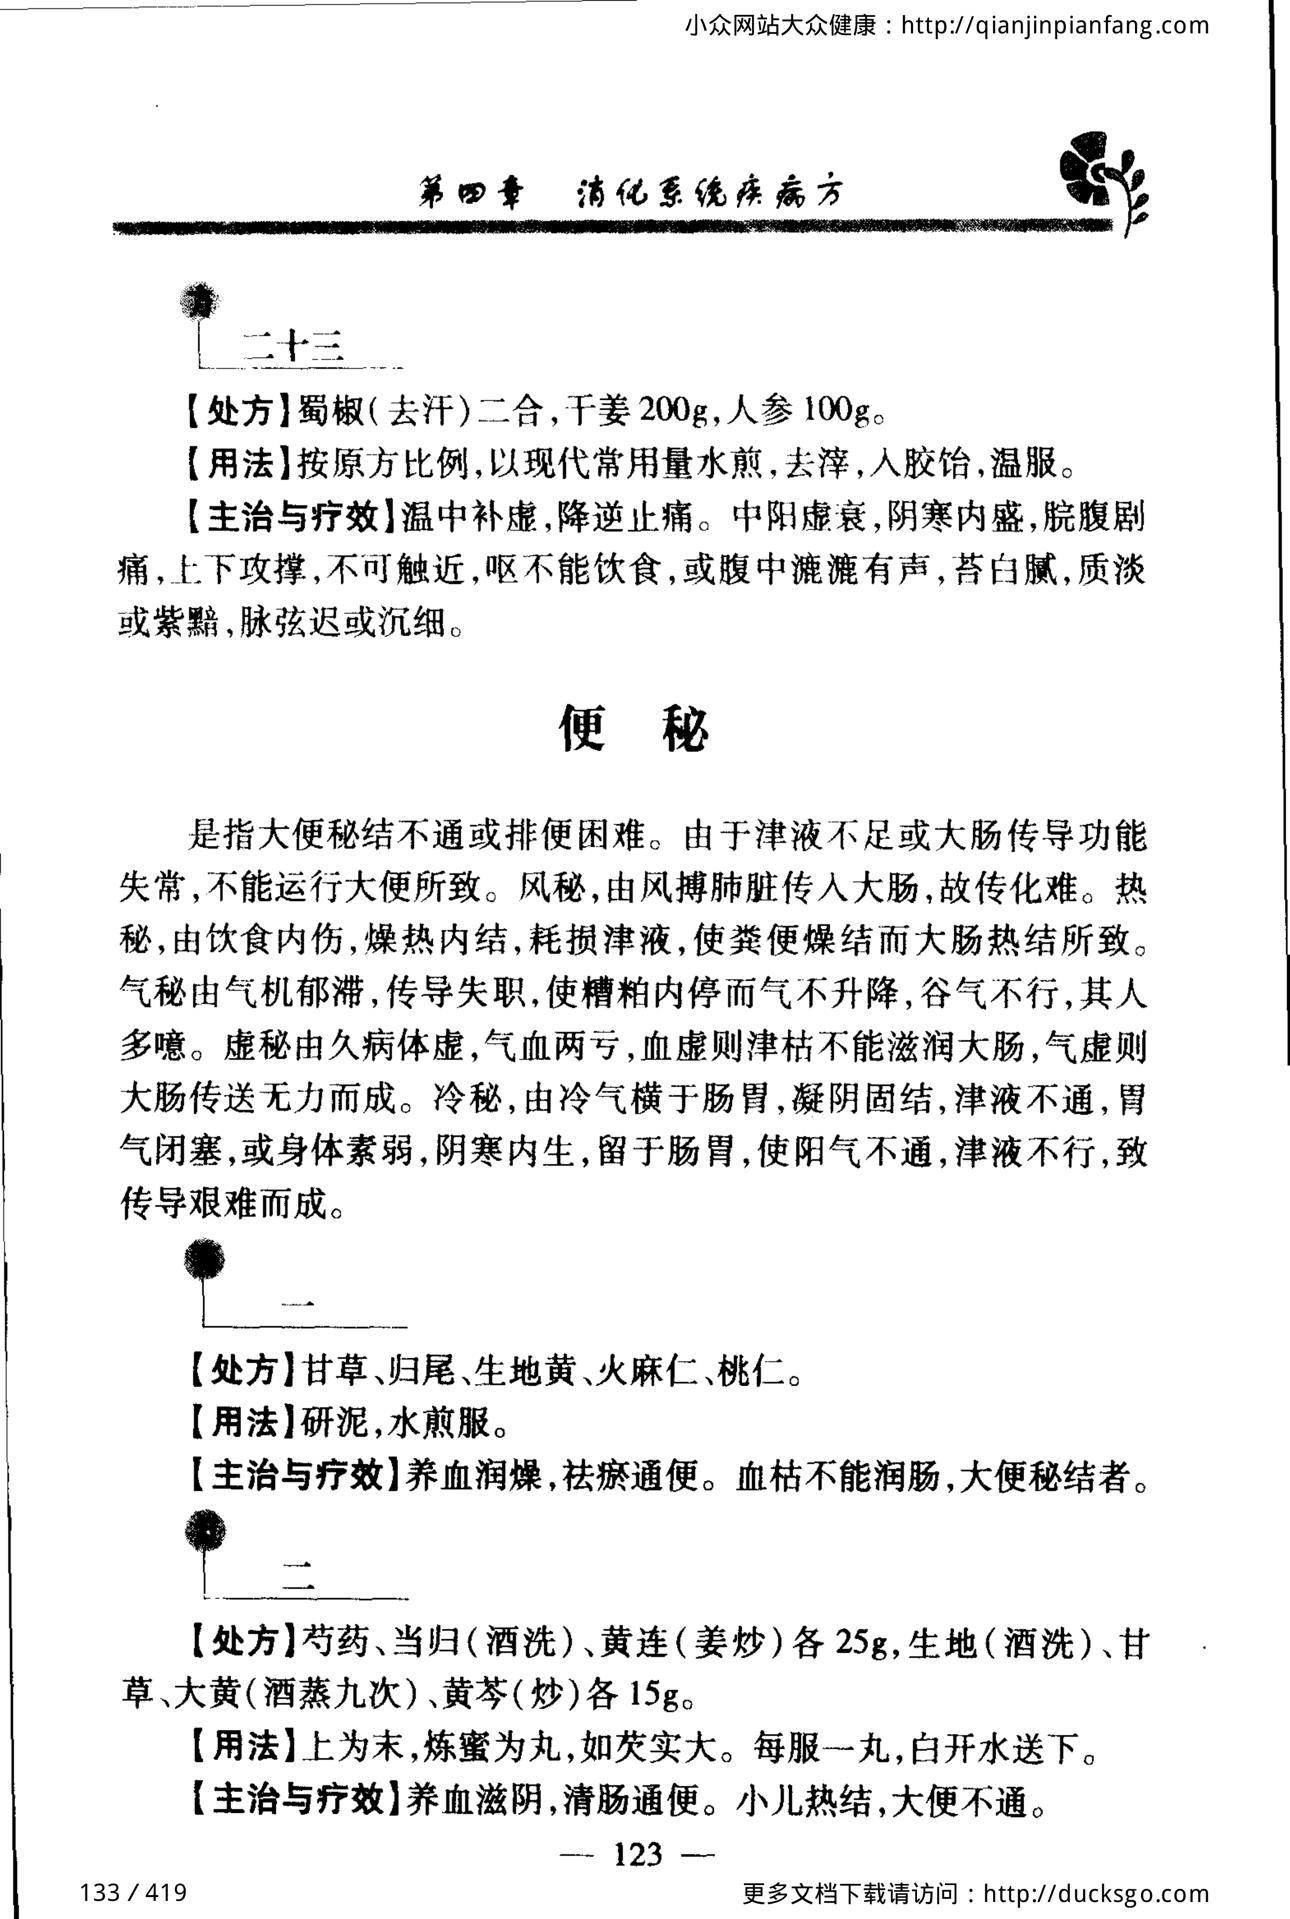 小众网站大众健康：http://qianjinpianfang.com
第四章 消化系统疾病方
方
二十三
【处方】蜀椒(去汗)二合,干姜200g,人参100g。
【用法】按原方比例,以现代常用量水煎,去滓,入胶饴,温服。
【主治与疗效】温中补虚,降逆止痛。中阳虚衰,阴寒内盛,脘腹剧
痛,上下攻撑,不可触近,呕不能饮食,或腹中漉漉有声,苔白腻,质淡
或紫黯,脉弦迟或沉细。
便 秘
是指大便秘结不通或排便困难。由于津液不足或大肠传导功能
失常,不能运行大便所致。风秘,由风搏肺脏传入大肠,故传化难。热
秘,由饮食内伤,燥热内结,耗损津液,使粪便燥结而大肠热结所致。
气秘由气机郁滞,传导失职,使糟粕内停而气不升降,谷气不行,其人
多噫。虚秘由久病体虚,气血两亏,血虚则津枯不能滋润大肠,气虚则
大肠传送无力而成。冷秘,由冷气横于肠胃,凝阴固结,津液不通,胃
气闭塞,或身体素弱,阴寒内生,留于肠胃,使阳气不通,津液不行,致
传导艰难而成。
一
【处方】甘草、归尾、生地黄、火麻仁、桃仁。
【用法】研泥,水煎服。
【主治与疗效】养血润燥,祛瘀通便。血枯不能润肠,大便秘结者。
二
【处方】芍药、当归(酒洗)、黄连(姜炒)各25g,生地(酒洗)、甘
草、大黄(酒蒸九次)、黄芩(炒)各15g。
【用法】上为末,炼蜜为丸,如芡实大。每服一丸,白开水送下。
【主治与疗效】养血滋阴,清肠通便。小儿热结,大便不通。
— 123 —
133 / 419
更多文档下载请访问：http://ducksgo.com